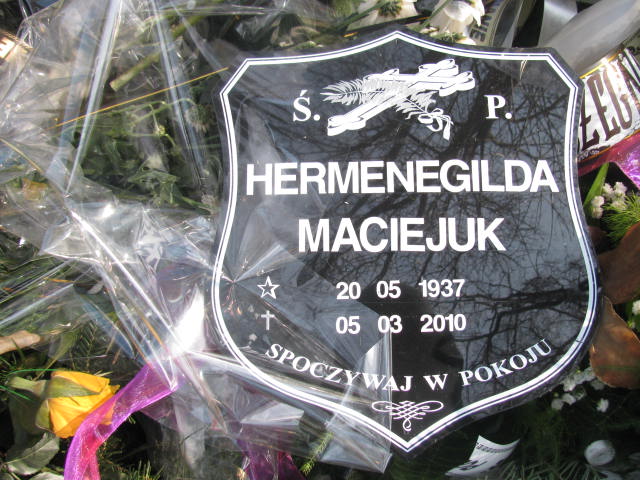 Ś. P.
HERMENEGILDA
MACIEJUK
☆ 20 05 1937
† 05 03 2010
SPOCZYWAJ W POKOJU